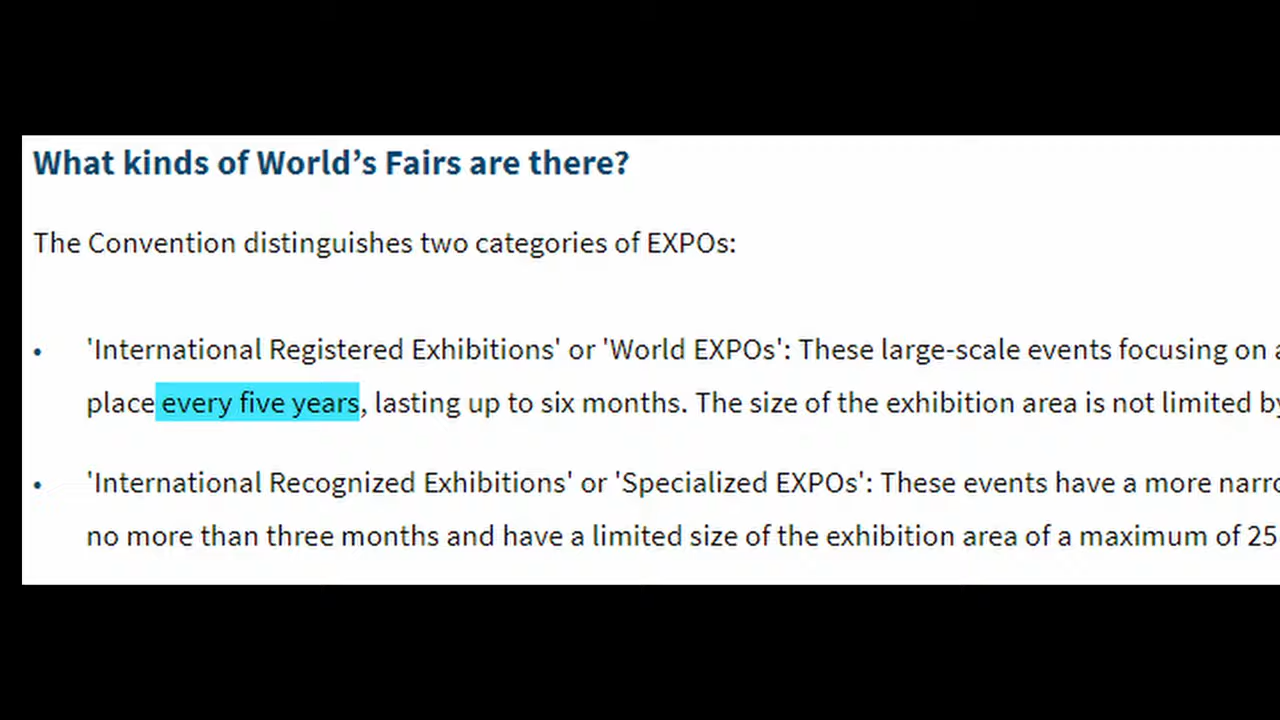 What kinds of World’s Fairs are there?
The Convention distinguishes two categories of EXPOs:
• 'International Registered Exhibitions' or 'World EXPOs': These large-scale events focusing on
place every five years, lasting up to six months. The size of the exhibition area is not limited by
• 'International Recognized Exhibitions' or 'Specialized EXPOs': These events have a more
no more than three months and have a limited size of the exhibition area of a maximum of 25